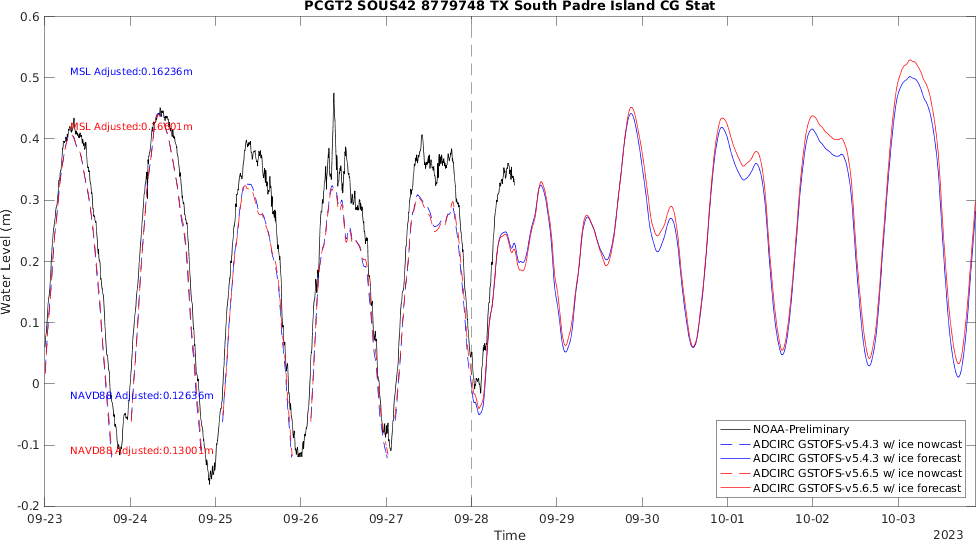 PCGT2 SOUS42 8779748 TX South Padre Island CG Stat
0.6
0.5
0.4
0.3
0.2
0.1
0
-0.1
-0.2
Water Level (m)
MSL Adjusted:0.16236m
MSL Adjusted:0.16601m
NAVD88 Adjusted:0.12636m
NAVD88 Adjusted:0.13001m
NOAA-Preliminary
ADCIRC GSTOFS-v5.4.3 w/ ice nowcast
ADCIRC GSTOFS-v5.4.3 w/ ice forecast
ADCIRC GSTOFS-v5.6.5 w/ ice nowcast
ADCIRC GSTOFS-v5.6.5 w/ ice forecast
09-23 09-24 09-25 09-26 09-27 09-28 09-29 09-30 10-01 10-02 10-03
Time
2023